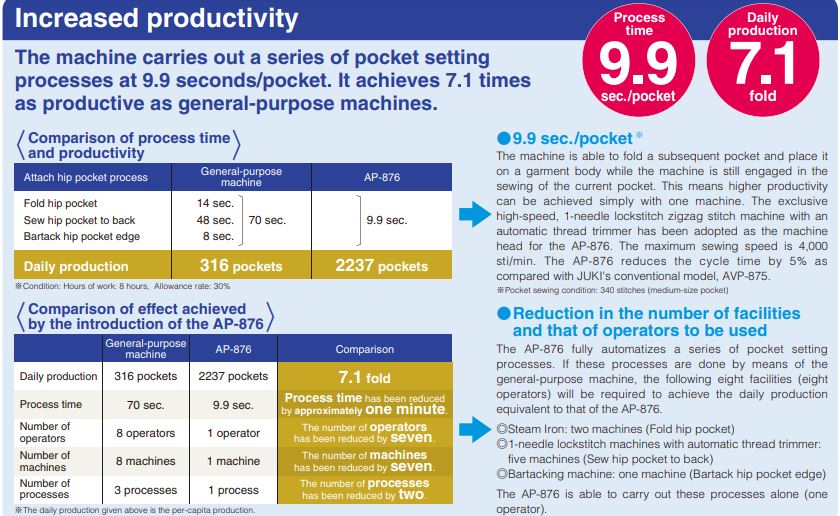 Increased productivity
The machine carries out a series of pocket setting
processes at 9.9 seconds/pocket. It achieves 7.1 times
as productive as general-purpose machines.
Process
time
9.9
sec./pocket
Daily
production
7.1
fold
〈Comparison of process time
and productivity〉
Attach hip pocket process General-purpose machine AP-876
Fold hip pocket 14 sec.
Sew hip pocket to back 48 sec. 70 sec. 9.9 sec.
Bartack hip pocket edge 8 sec.
Daily production 316 pockets 2237 pockets
※Condition: Hours of work: 8 hours, Allowance rate: 30%
〈Comparison of effect achieved
by the introduction of the AP-876〉
General-purpose machine AP-876 Comparison
Daily production 316 pockets 2237 pockets 7.1 fold
Process time 70 sec. 9.9 sec. Process time has been reduced by approximately one minute.
Number of operators 8 operators 1 operator The number of operators has been reduced by seven.
Number of machines 8 machines 1 machine The number of machines has been reduced by seven.
Number of processes 3 processes 1 process The number of processes has been reduced by two.
※The daily production given above is the per-capita production.
●9.9 sec./pocket※
The machine is able to fold a subsequent pocket and place it
on a garment body while the machine is still engaged in the
sewing of the current pocket. This means higher productivity
can be achieved simply with one machine. The exclusive
high-speed, 1-needle lockstitch zigzag stitch machine with an
automatic thread trimmer has been adopted as the machine
head for the AP-876. The maximum sewing speed is 4,000
sti/min. The AP-876 reduces the cycle time by 5% as
compared with JUKI's conventional model, AVP-875.
※Pocket sewing condition: 340 stitches (medium-size pocket)
●Reduction in the number of facilities
and that of operators to be used
The AP-876 fully automatizes a series of pocket setting
processes. If these processes are done by means of the
general-purpose machine, the following eight facilities (eight
operators) will be required to achieve the daily production
equivalent to that of the AP-876.
◎Steam Iron: two machines (Fold hip pocket)
◎1-needle lockstitch machines with automatic thread trimmer:
five machines (Sew hip pocket to back)
◎Bartacking machine: one machine (Bartack hip pocket edge)
The AP-876 is able to carry out these processes alone (one
operator).